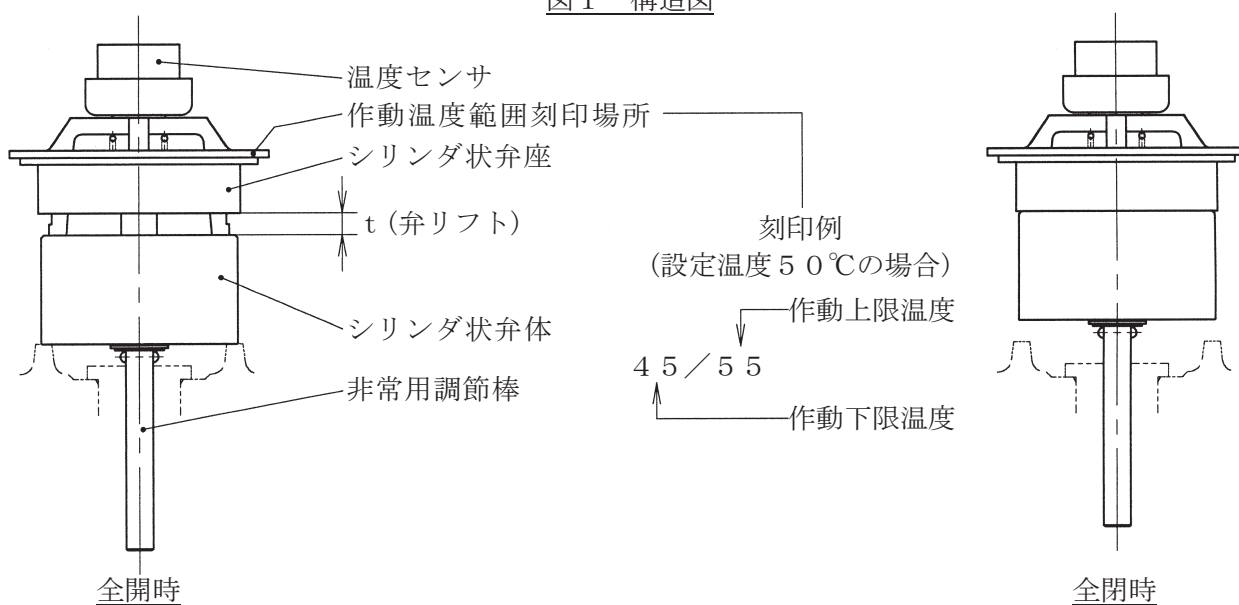 図1 構造図
温度センサ
作動温度範囲刻印場所
シリンダ状弁座
t(弁リフト)
シリンダ状弁体
非常用調節棒
刻印例
(設定温度50℃の場合)
作動上限温度
45/55
作動下限温度
全開時
全閉時